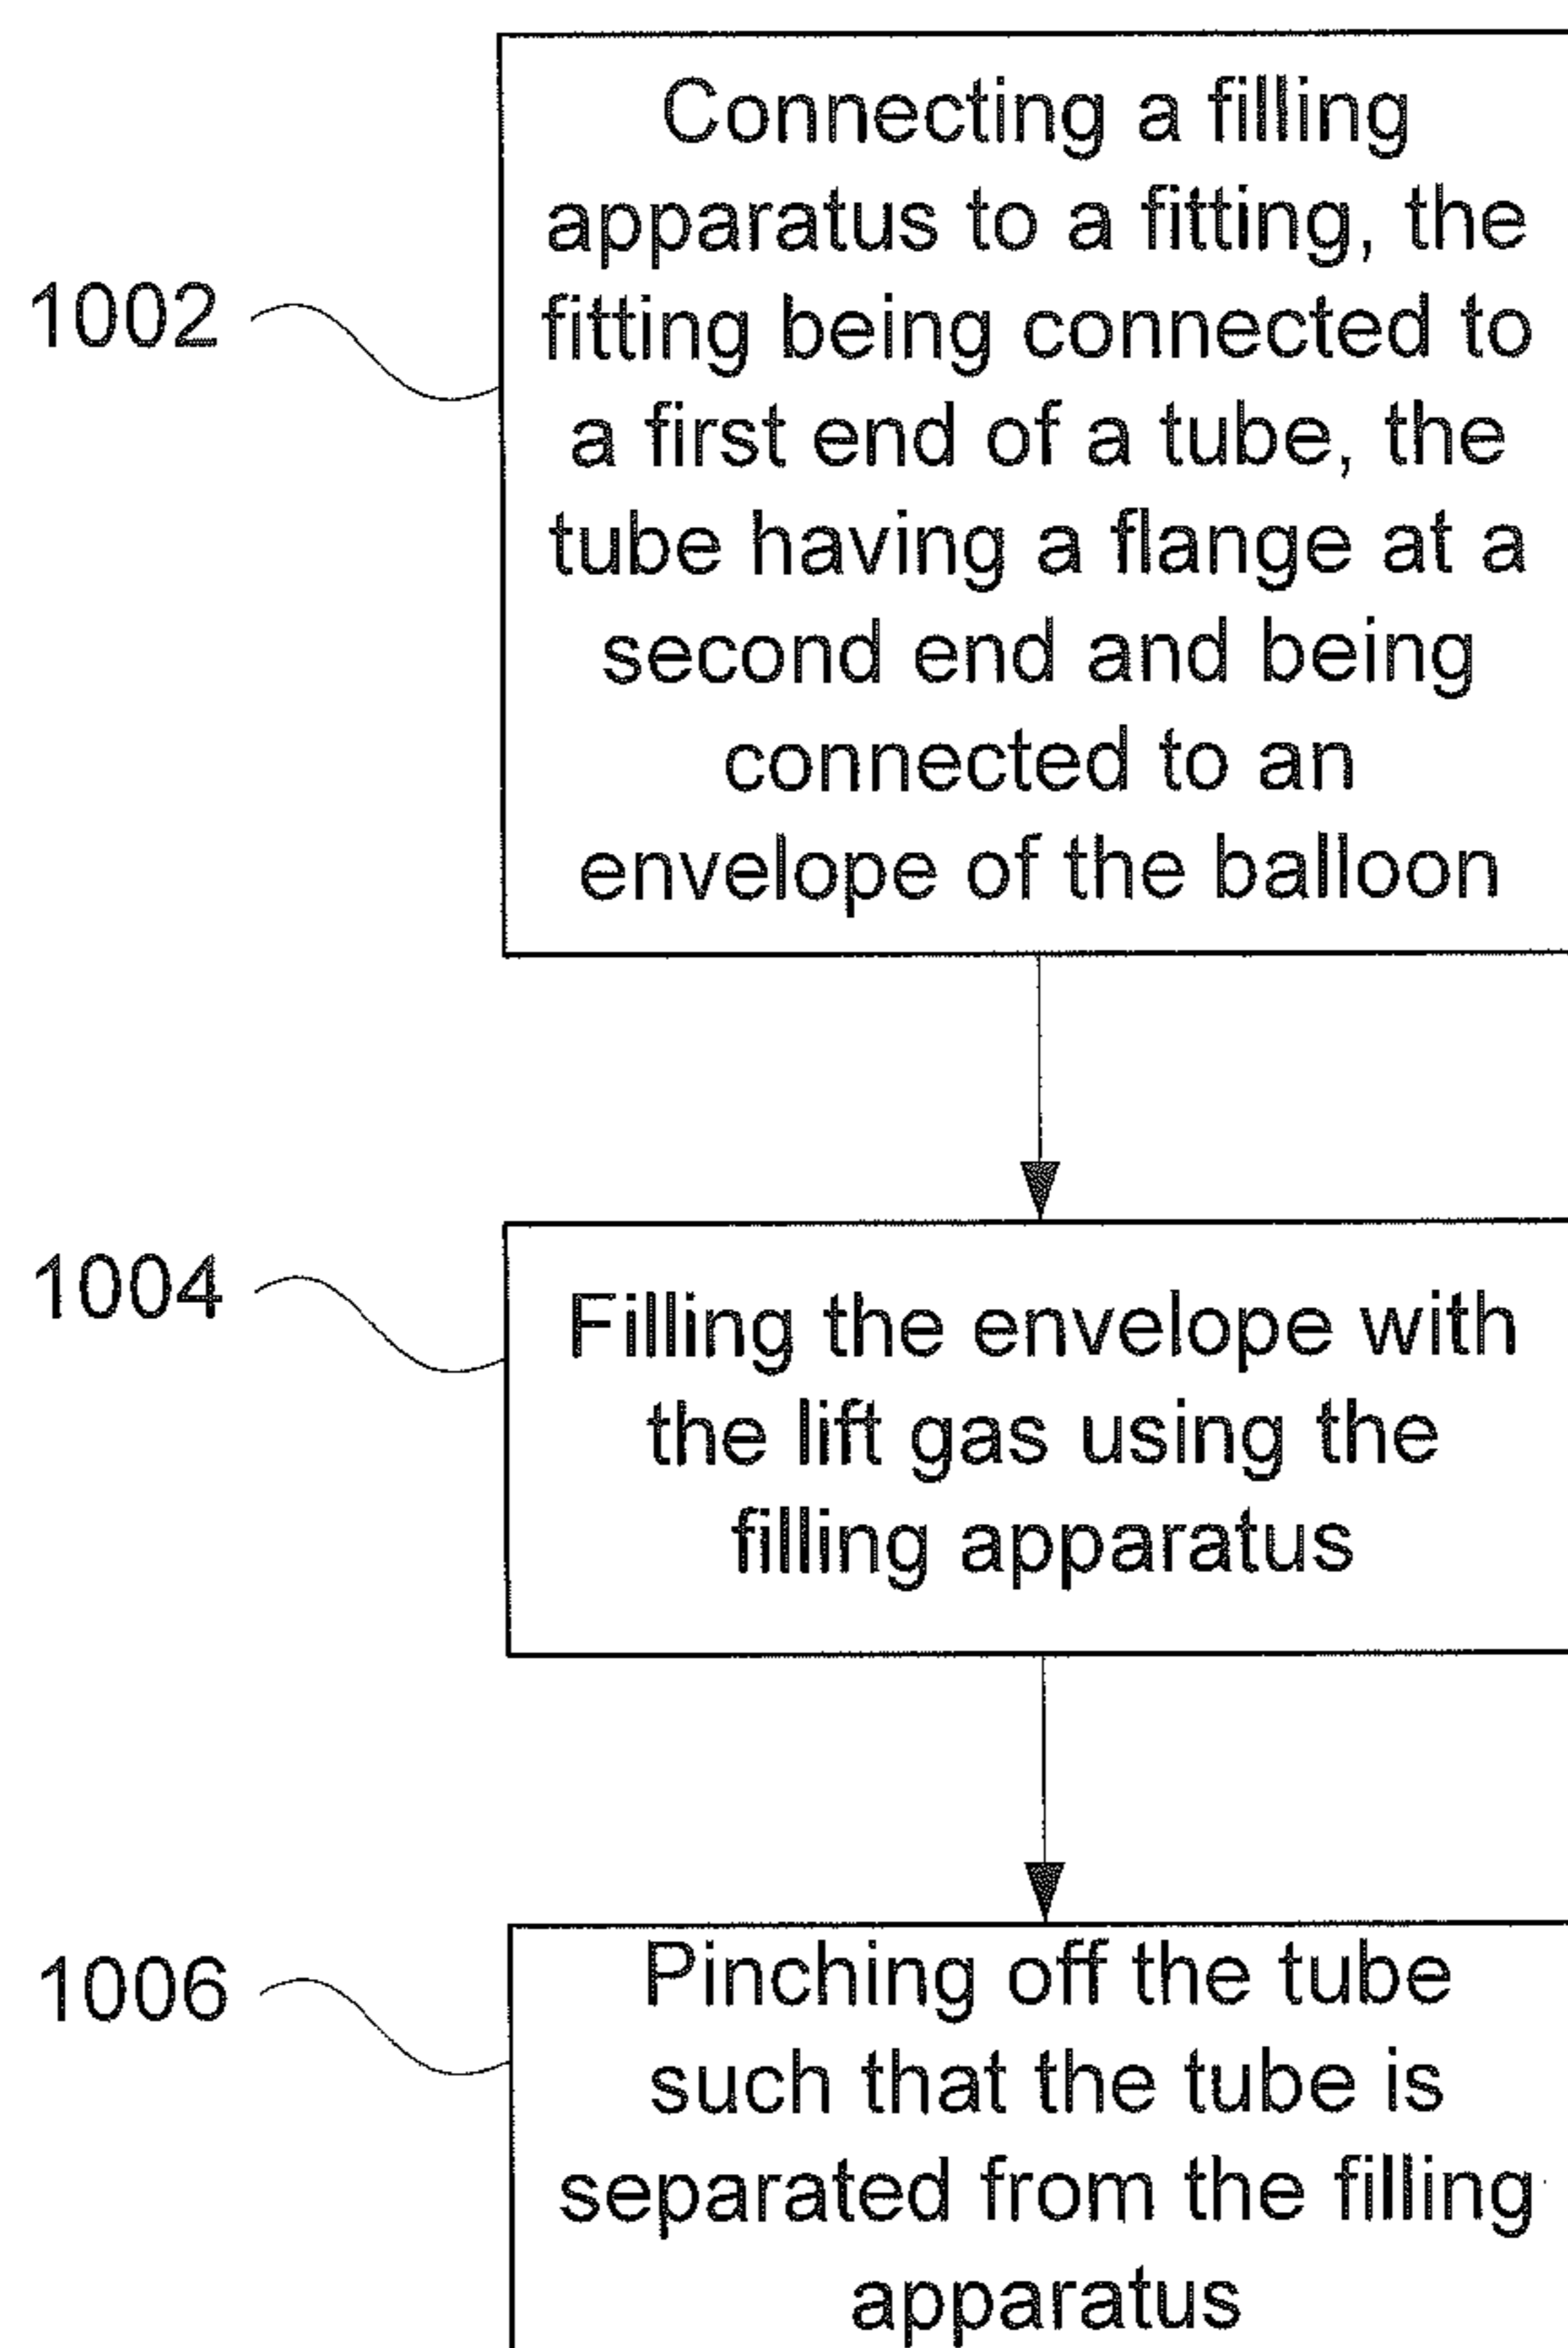 1002
Connecting a filling
apparatus to a fitting, the
fitting being connected to
a first end of a tube, the
tube having a flange at a
second end and being
connected to an
envelope of the balloon
1004
Filling the envelope with
the lift gas using the
filling apparatus
1006
Pinching off the tube
such that the tube is
separated from the filling
apparatus